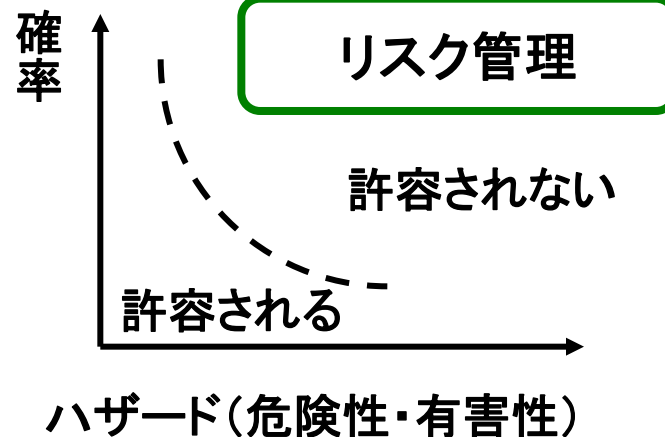 確率
リスク管理
許容されない
許容される
ハザード（危険性・有害性）